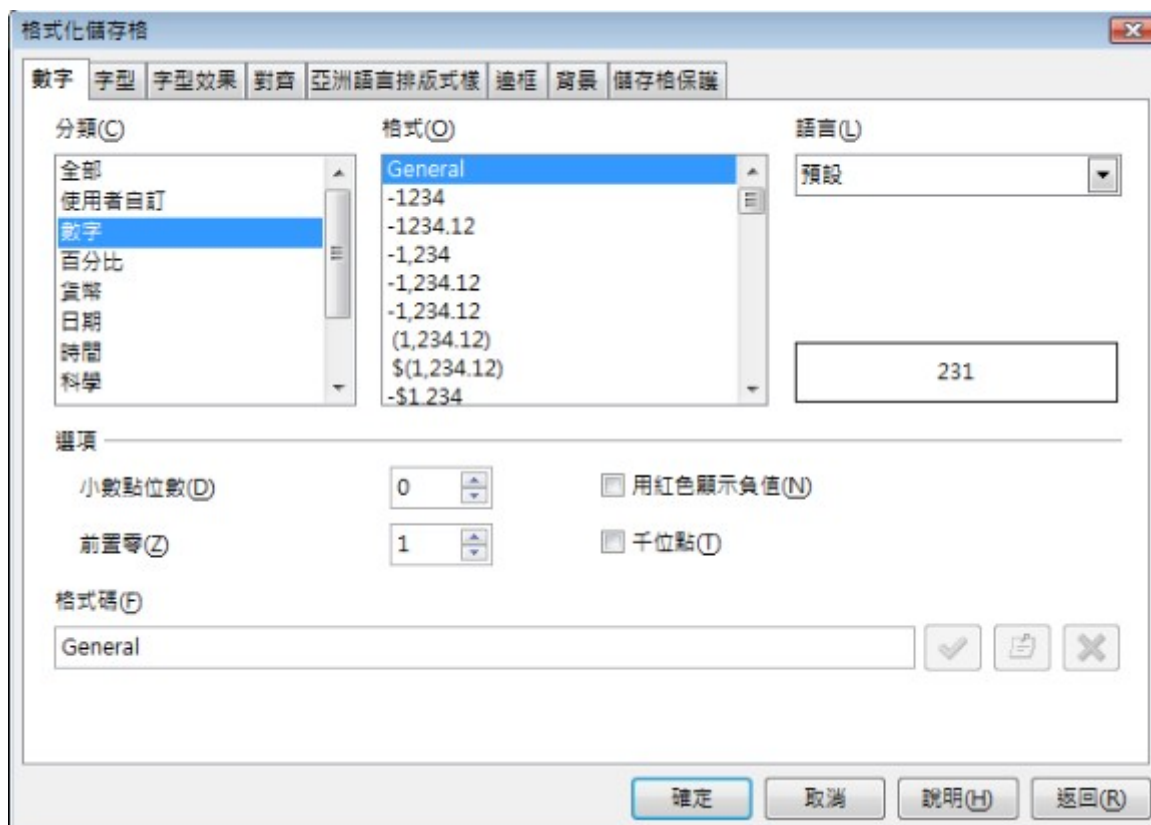 格式化儲存格
數字 字型 字型效果 對齊 亞洲語言排版式樣 邊框 背景 儲存格保護
分類(C)
全部
使用者自訂
數字
百分比
貨幣
日期
時間
科學
格式(O)
General
-1234
-1234.12
-1,234
-1,234.12
-1,234.12
(1,234.12)
$(1,234.12)
-$1.234
語言(L)
預設
231
選項
小數點位數(D) 0 用紅色顯示負值(N)
前置零(Z) 1 千位點(T)
格式碼(F)
General
確定 取消 說明(H) 返回(R)